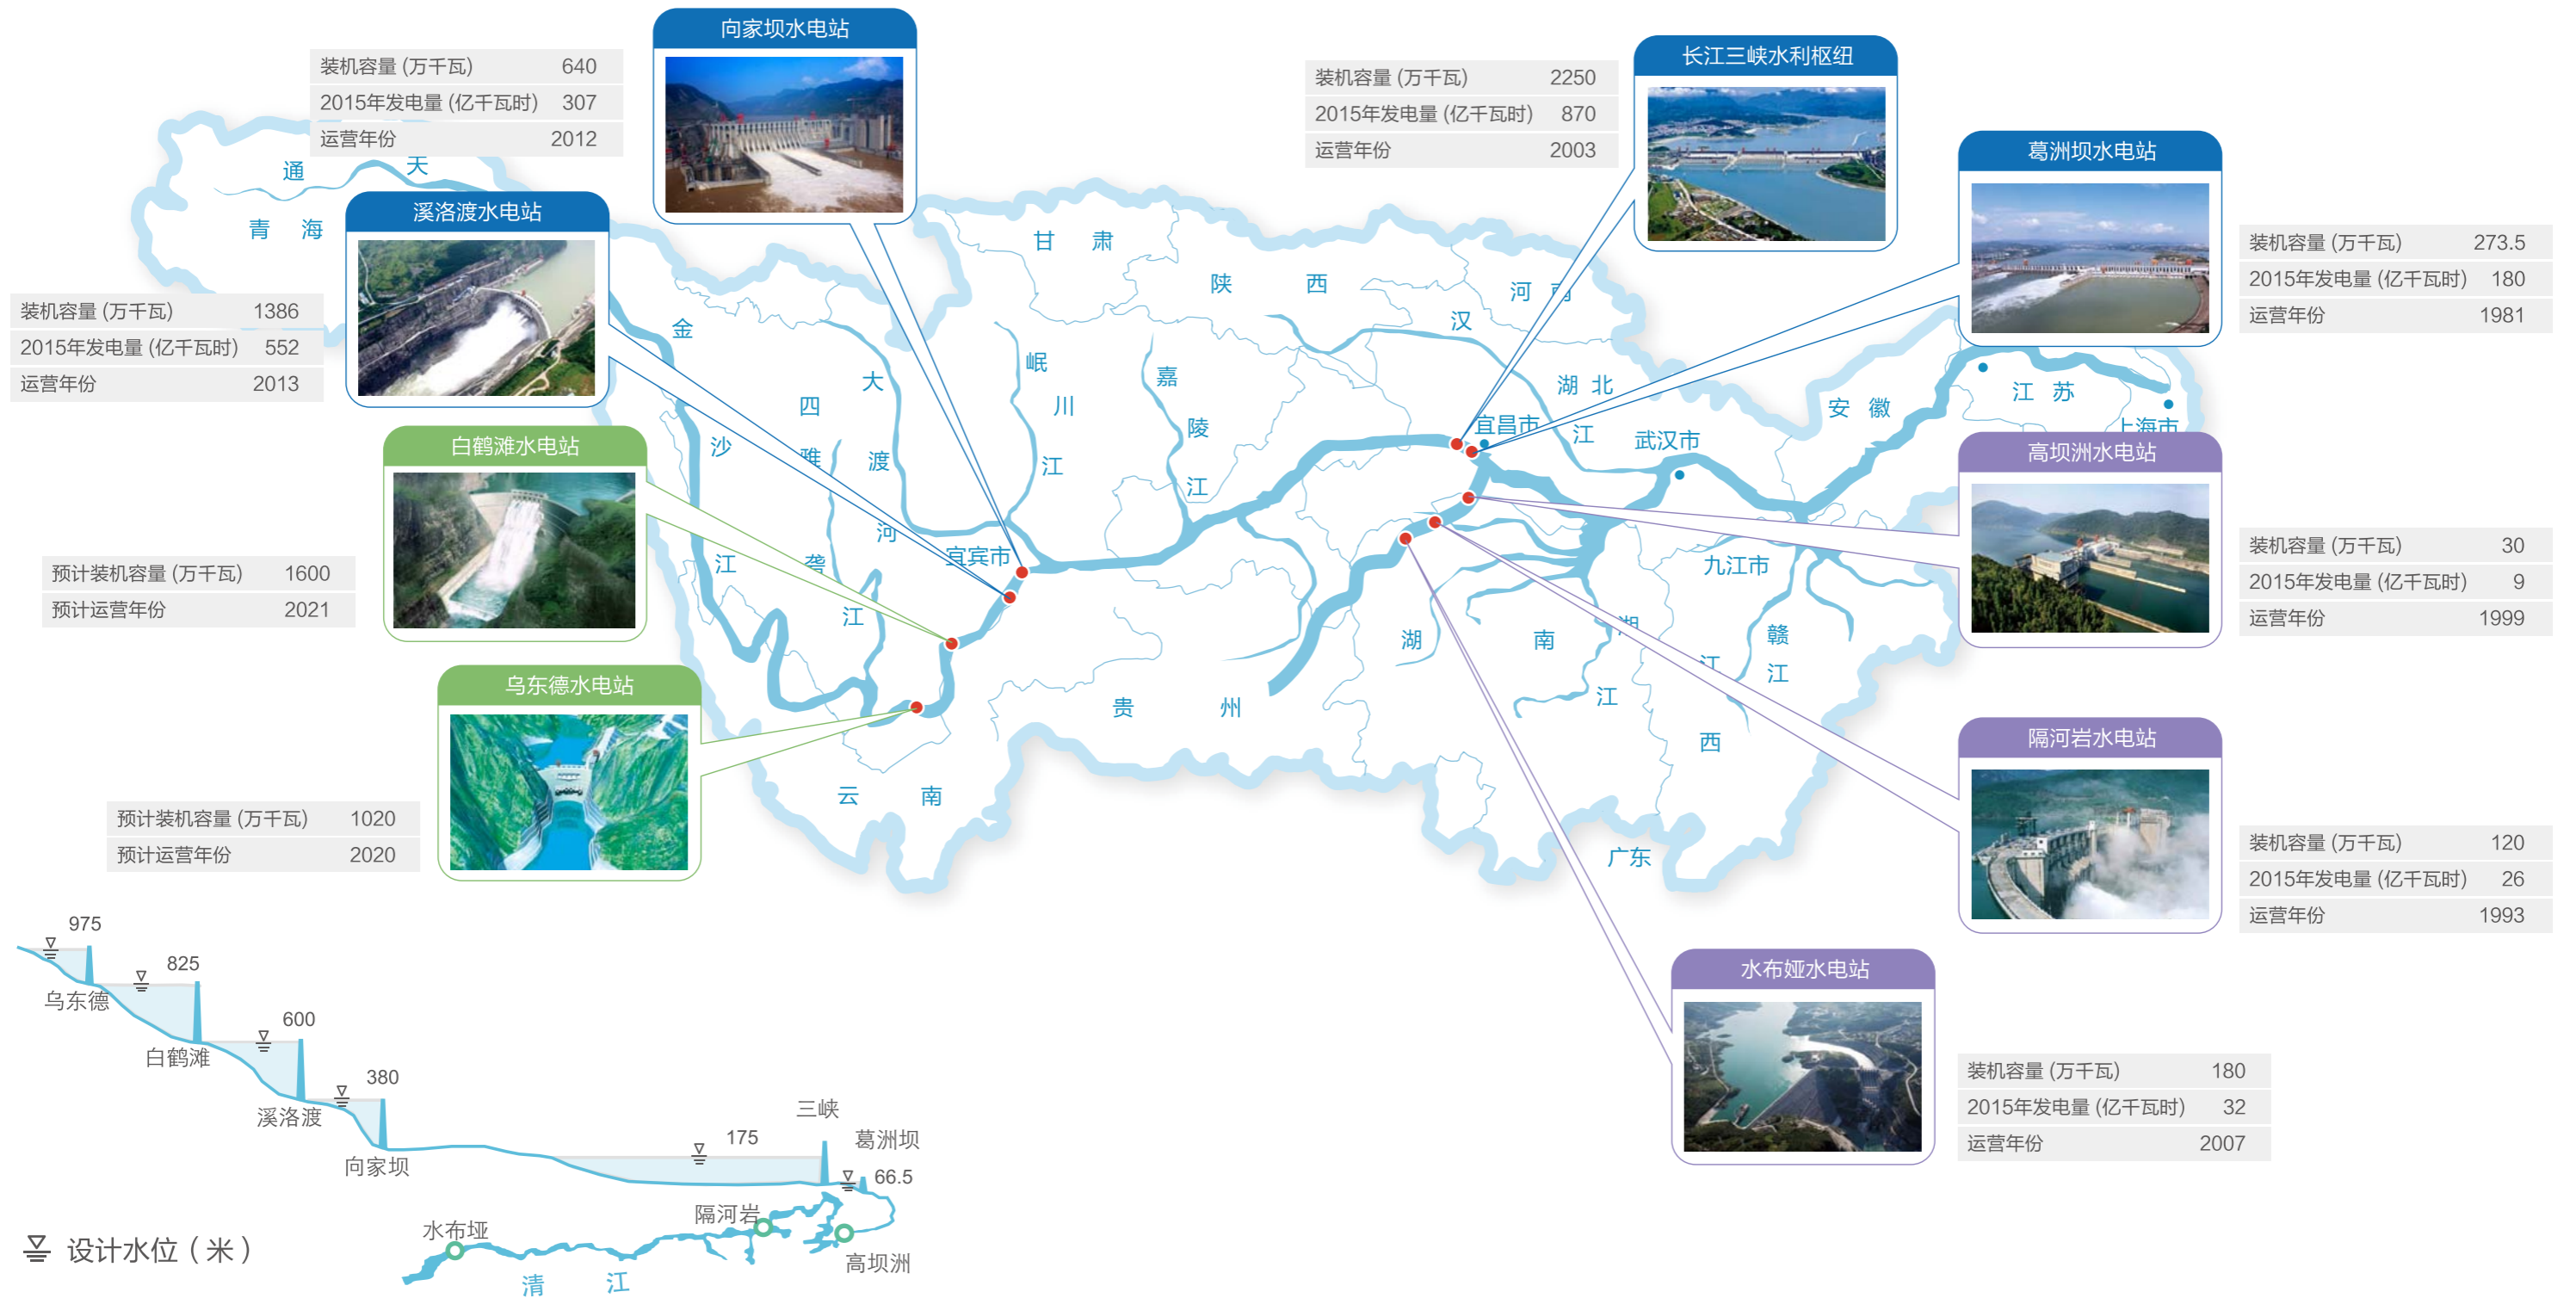 向家坝水电站
装机容量 (万千瓦) 640
2015年发电量 (亿千瓦时) 307
运营年份 2012
长江三峡水利枢纽
装机容量 (万千瓦) 2250
2015年发电量 (亿千瓦时) 870
运营年份 2003
葛洲坝水电站
装机容量 (万千瓦) 273.5
2015年发电量 (亿千瓦时) 180
运营年份 1981
溪洛渡水电站
装机容量 (万千瓦) 1386
2015年发电量 (亿千瓦时) 552
运营年份 2013
白鹤滩水电站
预计装机容量 (万千瓦) 1600
预计运营年份 2021
乌东德水电站
预计装机容量 (万千瓦) 1020
预计运营年份 2020
高坝洲水电站
装机容量 (万千瓦) 30
2015年发电量 (亿千瓦时) 9
运营年份 1999
隔河岩水电站
装机容量 (万千瓦) 120
2015年发电量 (亿千瓦时) 26
运营年份 1993
水布娅水电站
装机容量 (万千瓦) 180
2015年发电量 (亿千瓦时) 32
运营年份 2007
通 天
青 海
甘 肃
陕 西
河 南
金
沙
江
四 川
大
渡
河
雅
砻
江
岷
江
嘉
陵
江
汉
江
湖 北
安 徽
江 苏
上海市
宜昌市
武汉市
宜宾市
九江市
湖 南
湘
江
江 西
赣
江
贵 州
云 南
广东
975
乌东德
825
白鹤滩
600
溪洛渡
380
向家坝
175
三峡
葛洲坝
66.5
水布垭
隔河岩
高坝洲
清 江
设计水位（米）